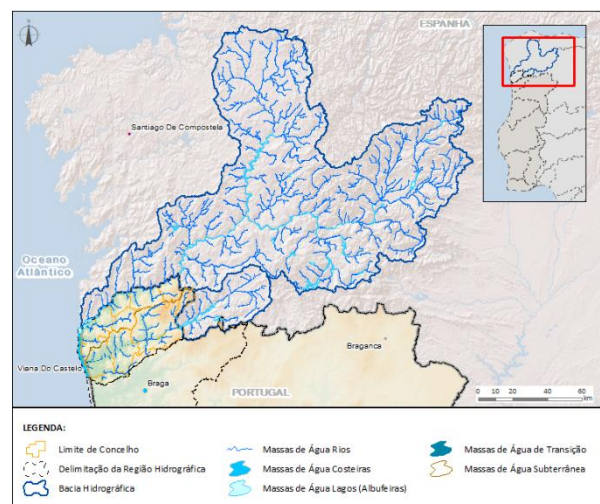 ESPANHA
Santiago De Compostela
Oceano
Atlântico
Viana Do Castelo
Braga
Bragança
PORTUGAL
0 10 20 40 60
km
LEGENDA:
Limite de Concelho
Delimitação da Região Hidrográfica
Bacia Hidrográfica
Massas de Água Rios
Massas de Água Costeiras
Massas de Água Lagos (Albufeiras)
Massas de Água de Transição
Massas de Água Subterrânea